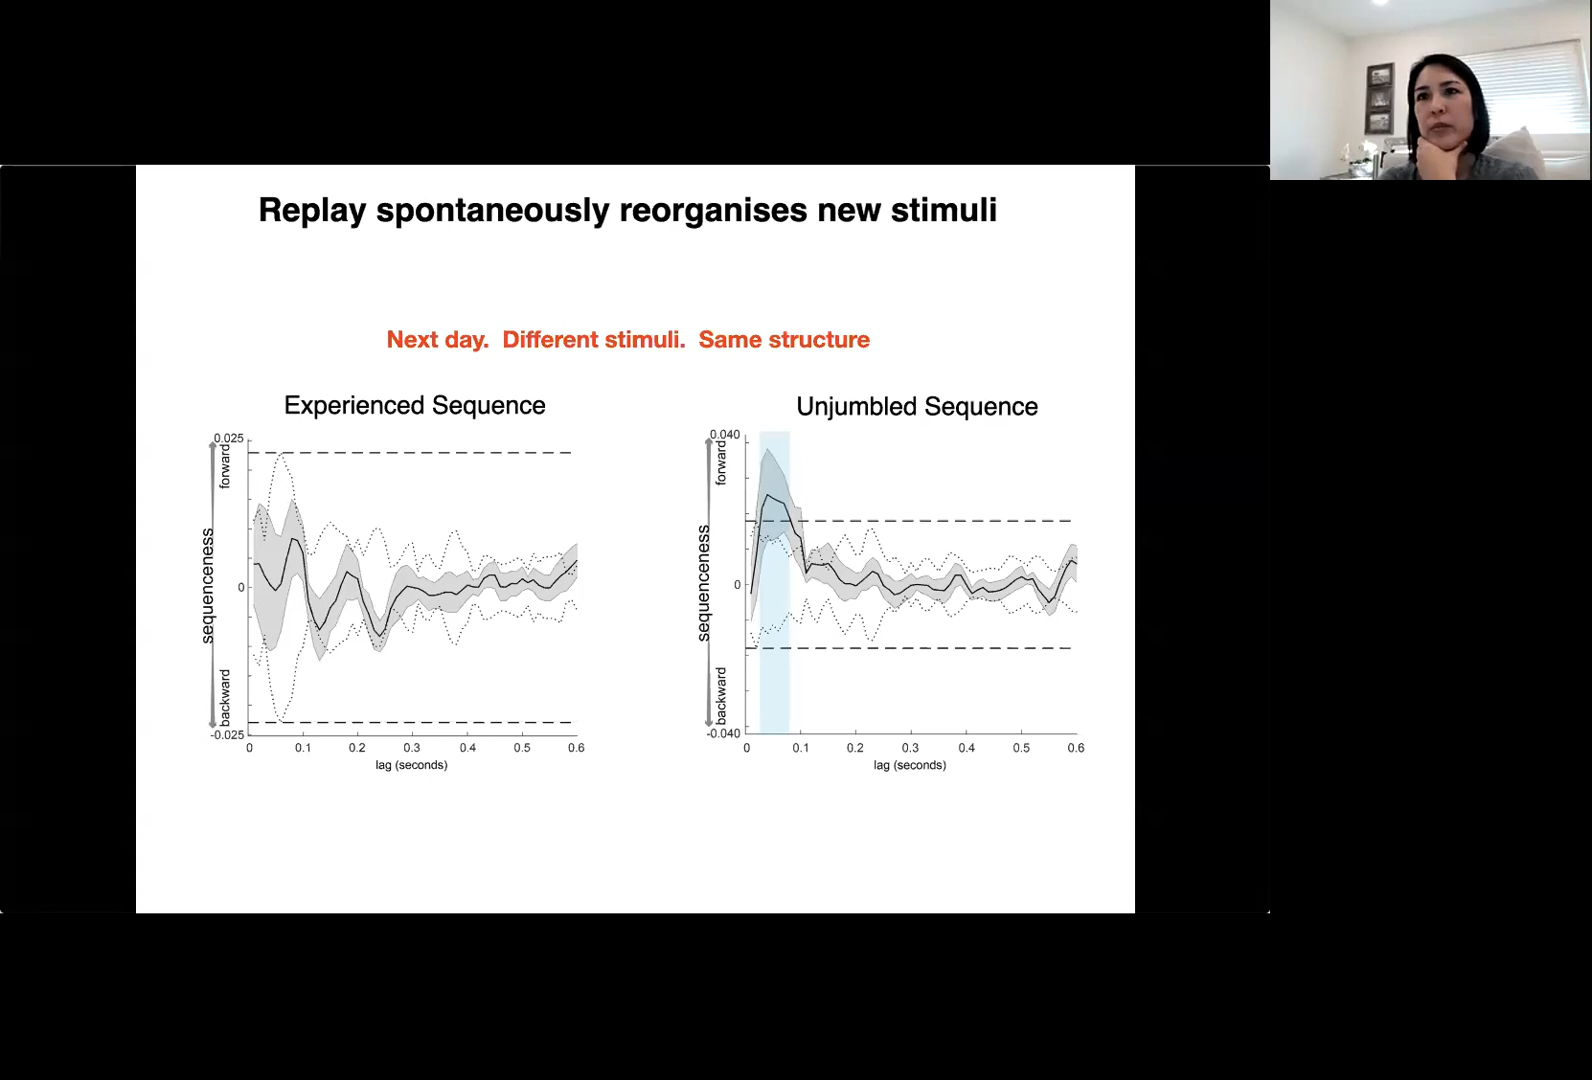 Replay spontaneously reorganises new stimuli
Next day.  Different stimuli.  Same structure
Experienced Sequence
0.025
forward
sequenceness
0
backward
-0.025
0 0.1 0.2 0.3 0.4 0.5 0.6
lag (seconds)
Unjumbled Sequence
0.040
forward
sequenceness
0
backward
-0.040
0 0.1 0.2 0.3 0.4 0.5 0.6
lag (seconds)